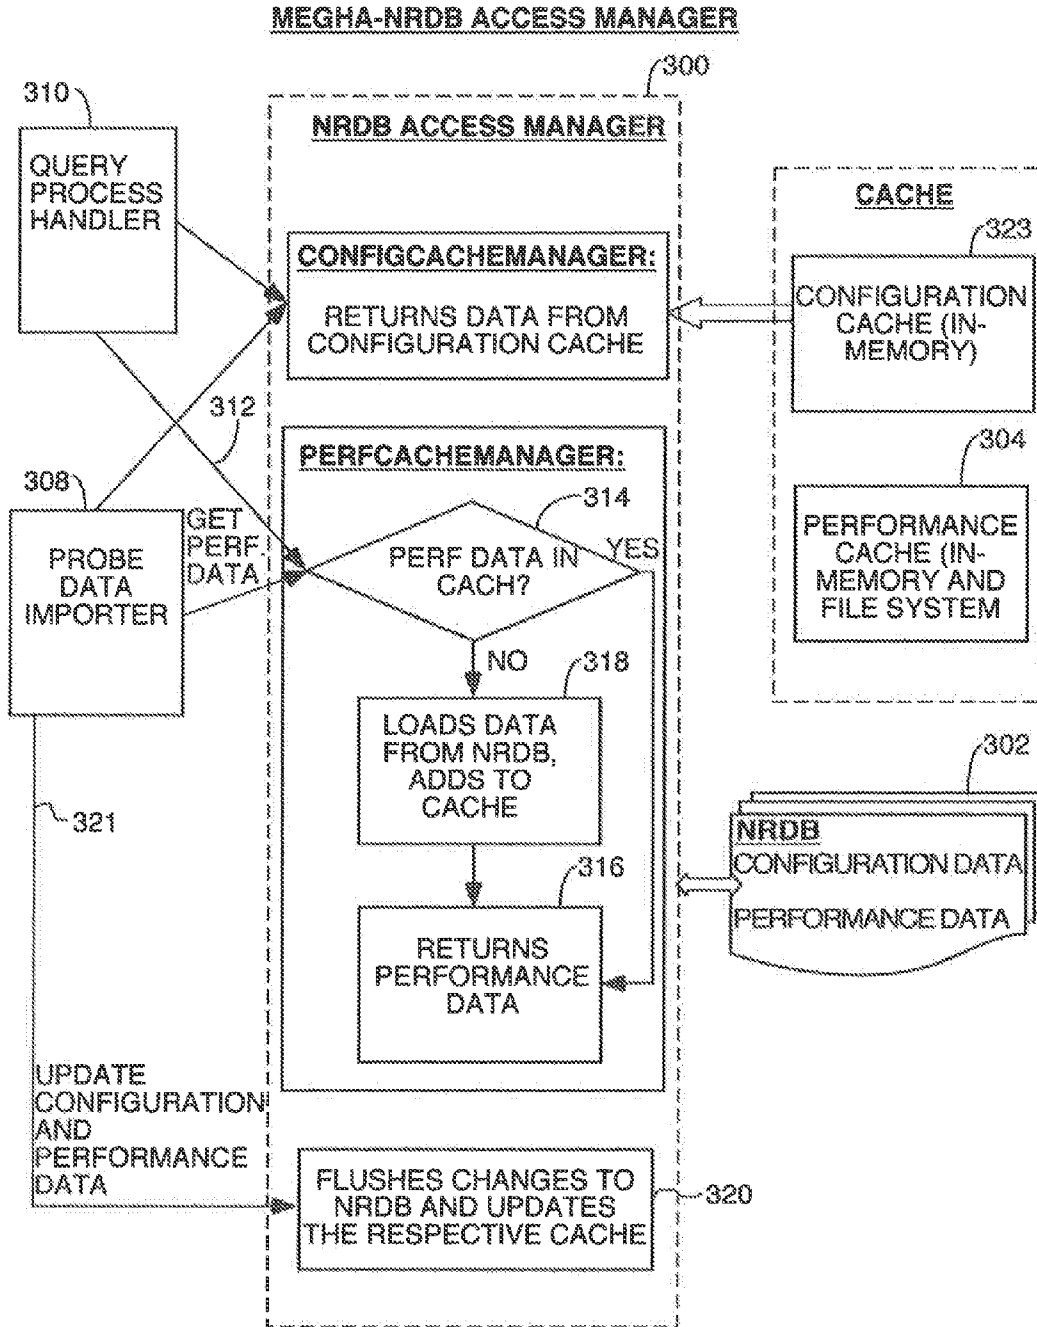 MEGHA-NRDB ACCESS MANAGER
300
310
NRDB ACCESS MANAGER
QUERY
PROCESS
HANDLER
CACHE
323
CONFIGCACHEMANAGER:
RETURNS DATA FROM
CONFIGURATION CACHE
CONFIGURATION
CACHE (IN-
MEMORY)
312
304
PERFCACHEMANAGER:
308
314
GET
PERF.
DATA
PROBE
DATA
IMPORTER
PERF DATA IN
CACH?
YES
PERFORMANCE
CACHE (IN-
MEMORY AND
FILE SYSTEM
NO
318
LOADS DATA
FROM NRDB,
ADDS TO
CACHE
302
321
NRDB
CONFIGURATION DATA
PERFORMANCE DATA
316
RETURNS
PERFORMANCE
DATA
UPDATE
CONFIGURATION
AND
PERFORMANCE
DATA
FLUSHES CHANGES TO
NRDB AND UPDATES
THE RESPECTIVE CACHE
320